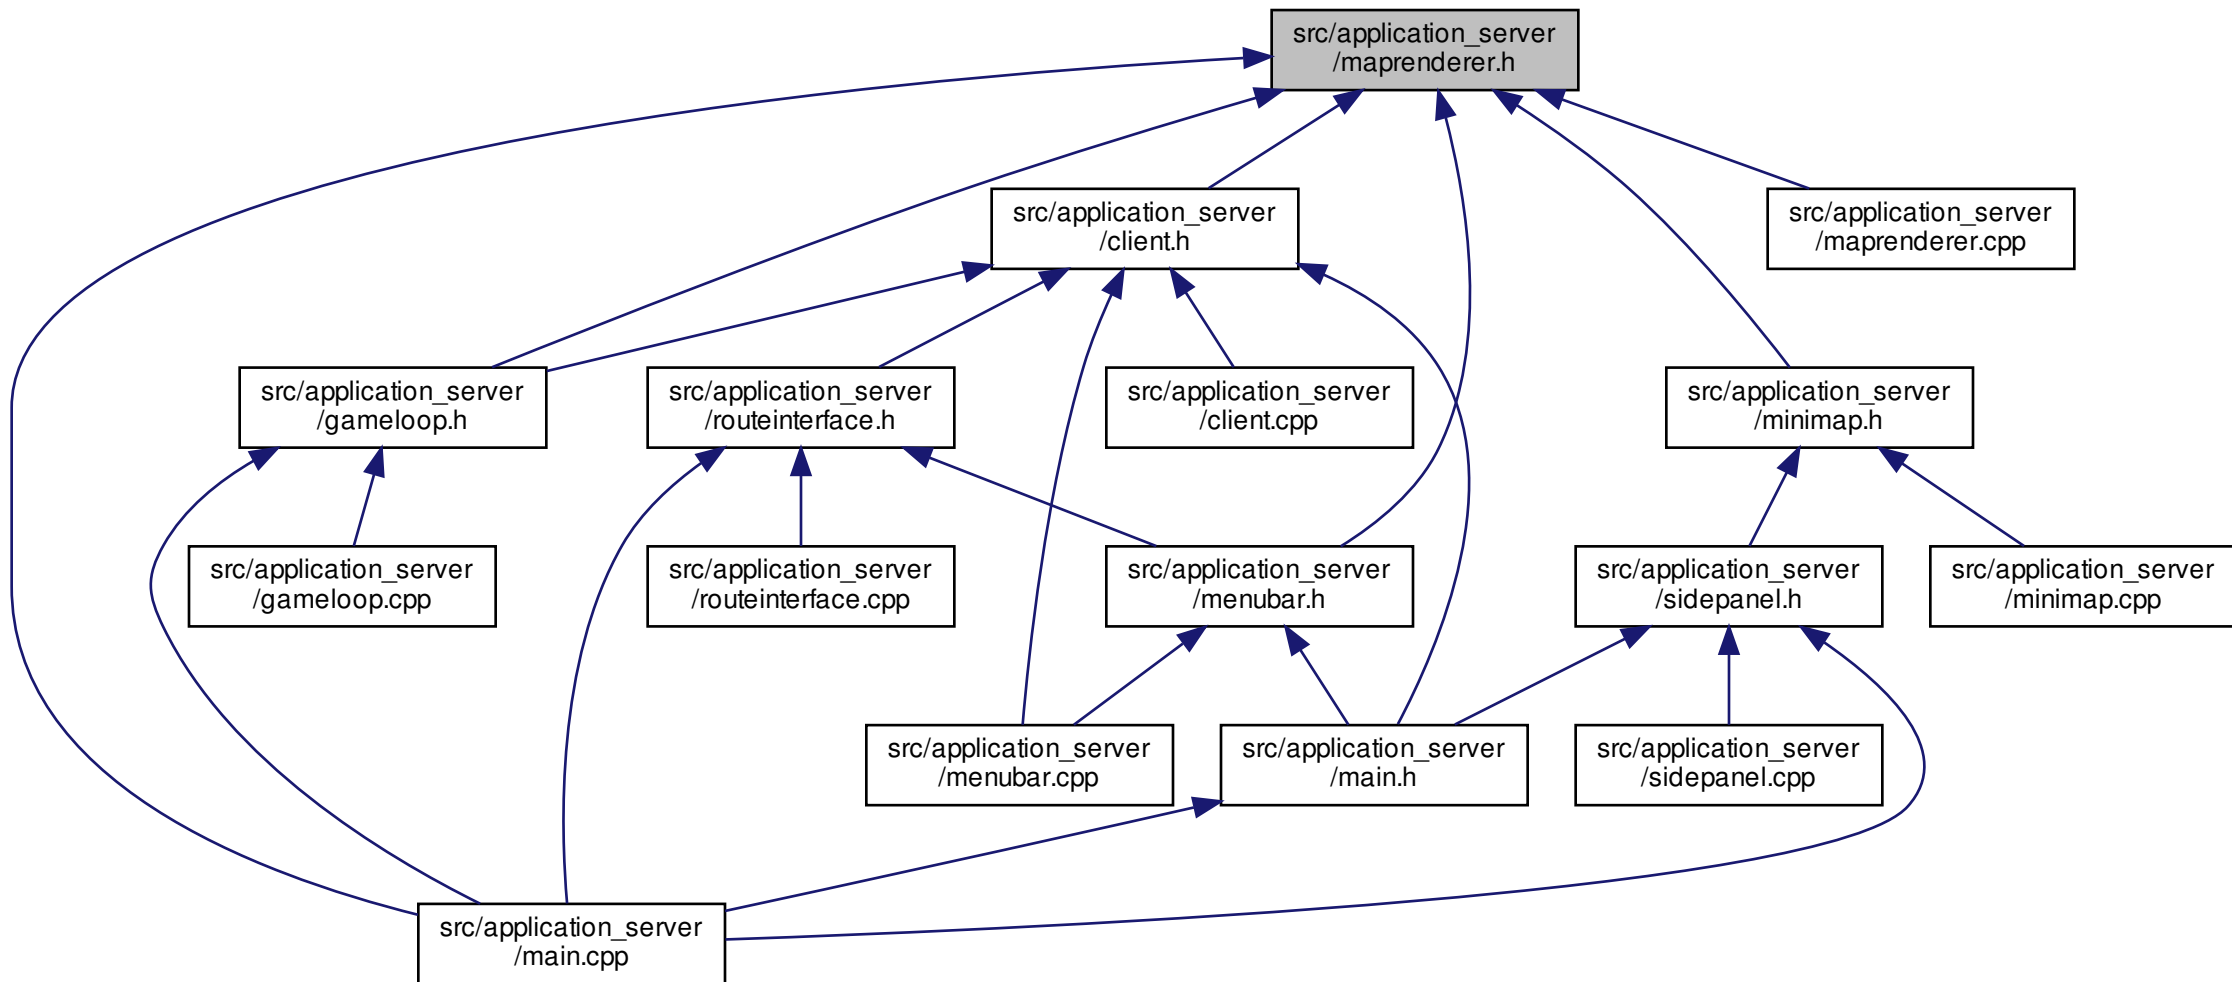 src/application_server
/maprenderer.h
src/application_server
/client.h
src/application_server
/maprenderer.cpp
src/application_server
/gameloop.h
src/application_server
/routeinterface.h
src/application_server
/client.cpp
src/application_server
/minimap.h
src/application_server
/gameloop.cpp
src/application_server
/routeinterface.cpp
src/application_server
/menubar.h
src/application_server
/sidepanel.h
src/application_server
/minimap.cpp
src/application_server
/menubar.cpp
src/application_server
/main.h
src/application_server
/sidepanel.cpp
src/application_server
/main.cpp